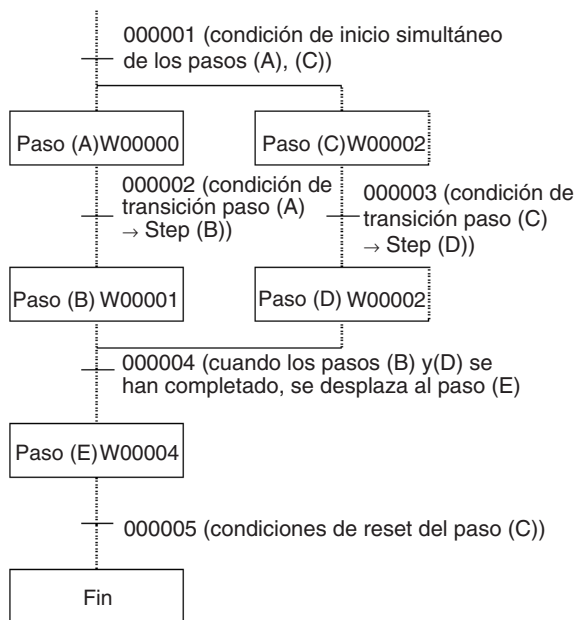 000001 (condición de inicio simultáneo
de los pasos (A), (C))
Paso (A)W00000
Paso (C)W00002
000002 (condición de
transición paso (A)
→ Step (B))
000003 (condición de
transición paso (C)
→ Step (D))
Paso (B) W00001
Paso (D) W00002
000004 (cuando los pasos (B) y(D) se
han completado, se desplaza al paso (E)
Paso (E)W00004
000005 (condiciones de reset del paso (C))
Fin